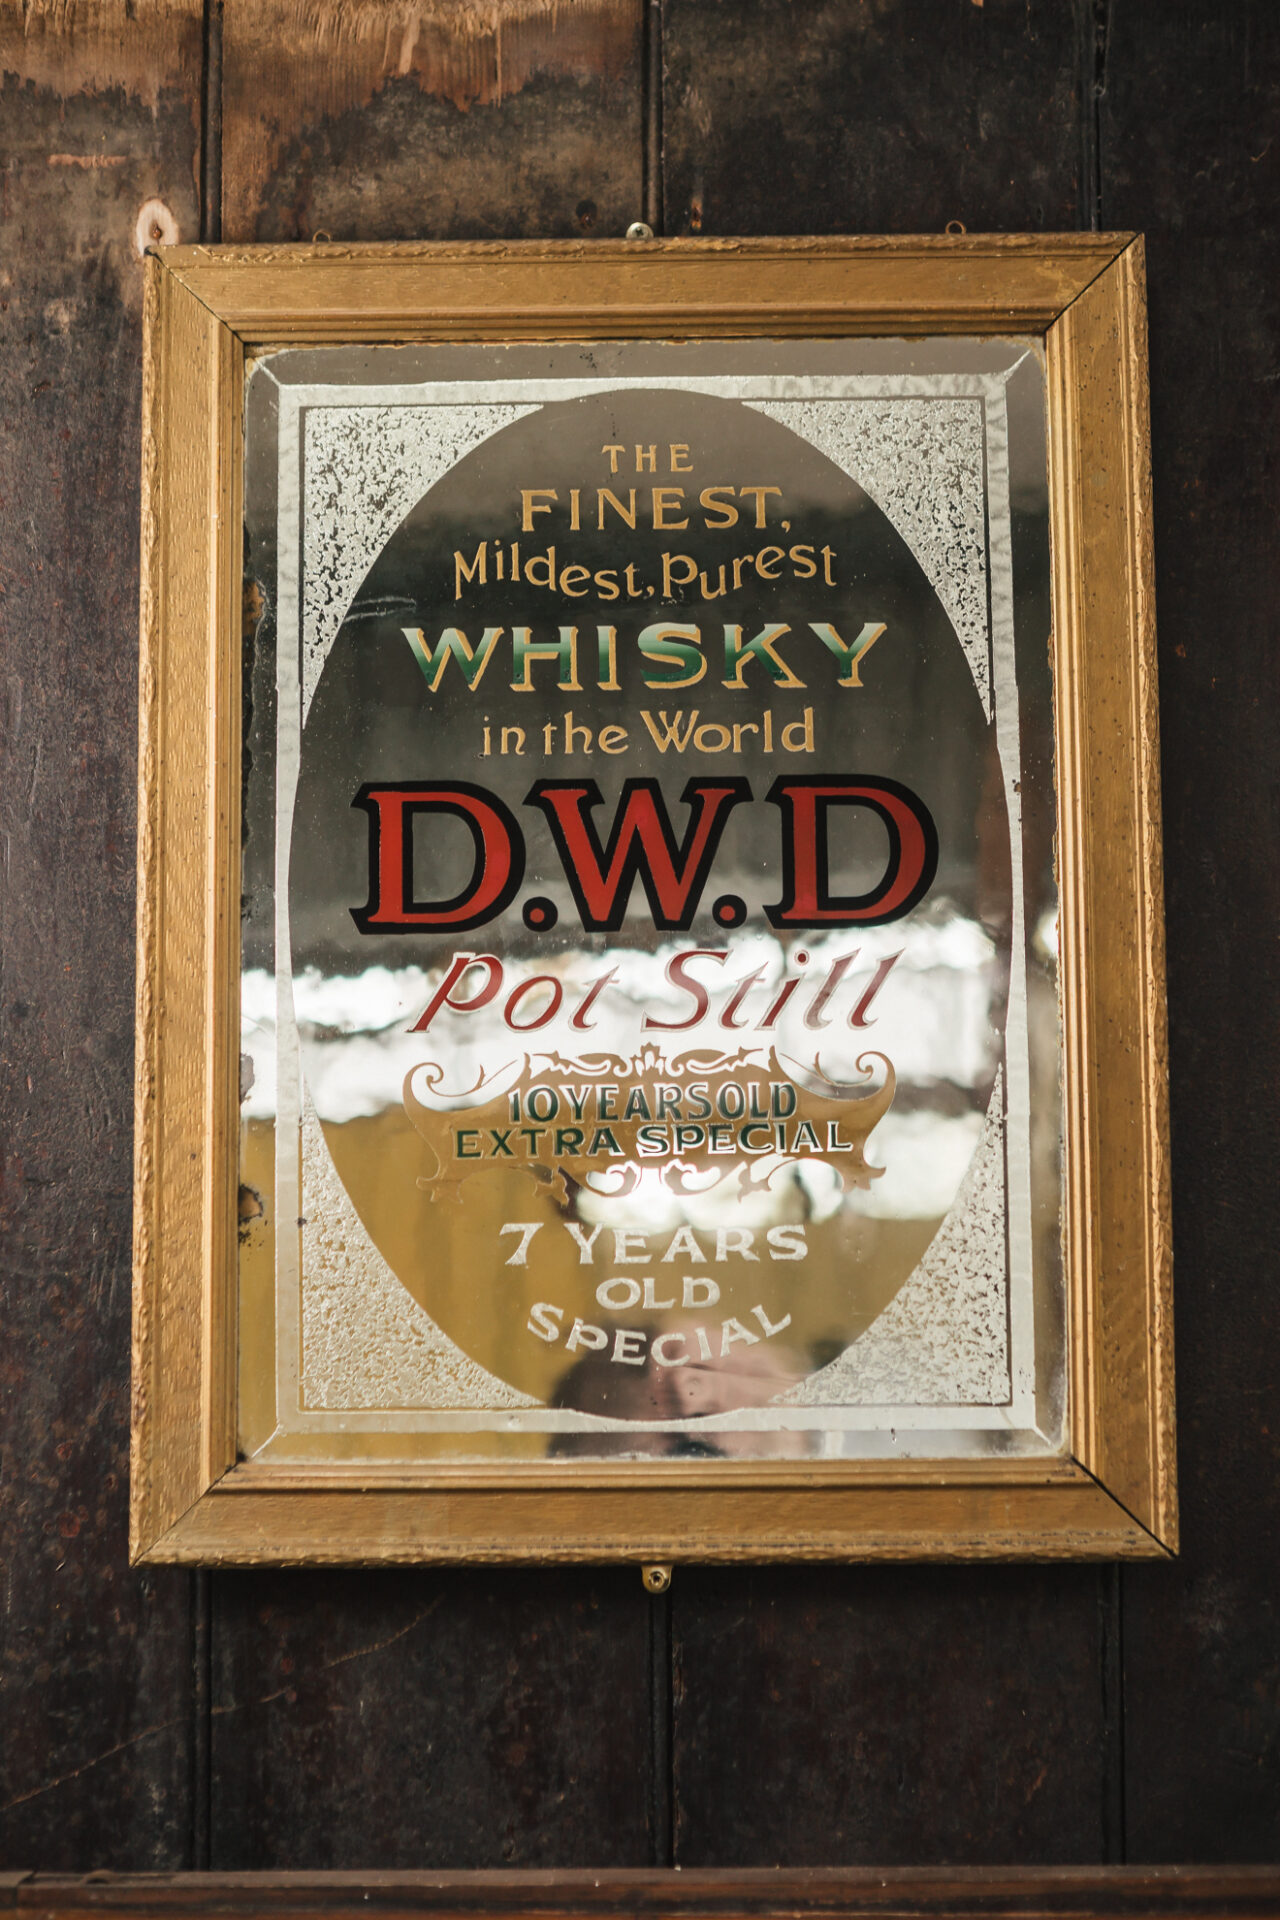 THE
FINEST,
Mildest, Purest
WHISKY
in the World
D.W.D
Pot Still
10 YEARS OLD
EXTRA SPECIAL
7 YEARS
OLD
SPECIAL